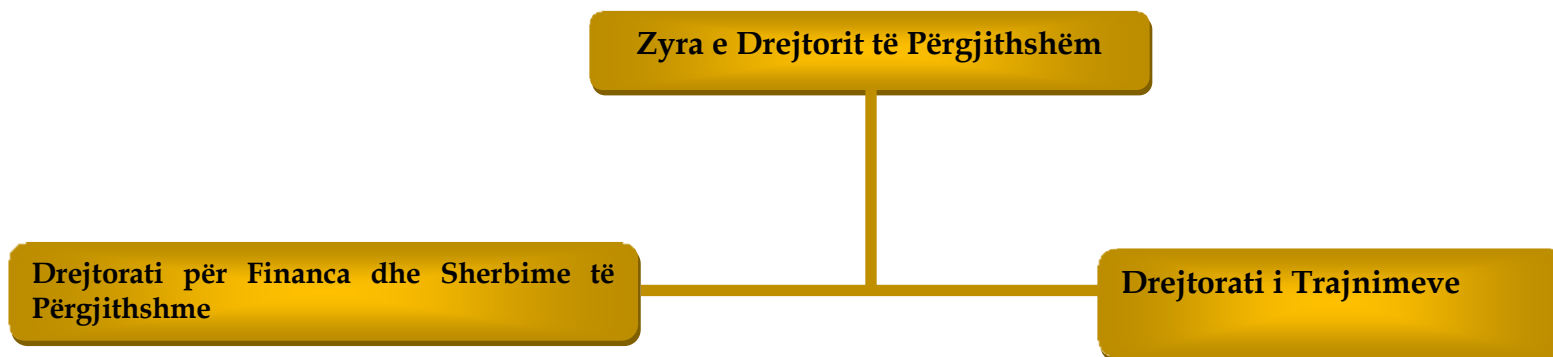 Zyra e Drejtorit të Përgjithshëm
Drejtorati për Financa dhe Sherbime të
Përgjithshme
Drejtorati i Trajnimeve